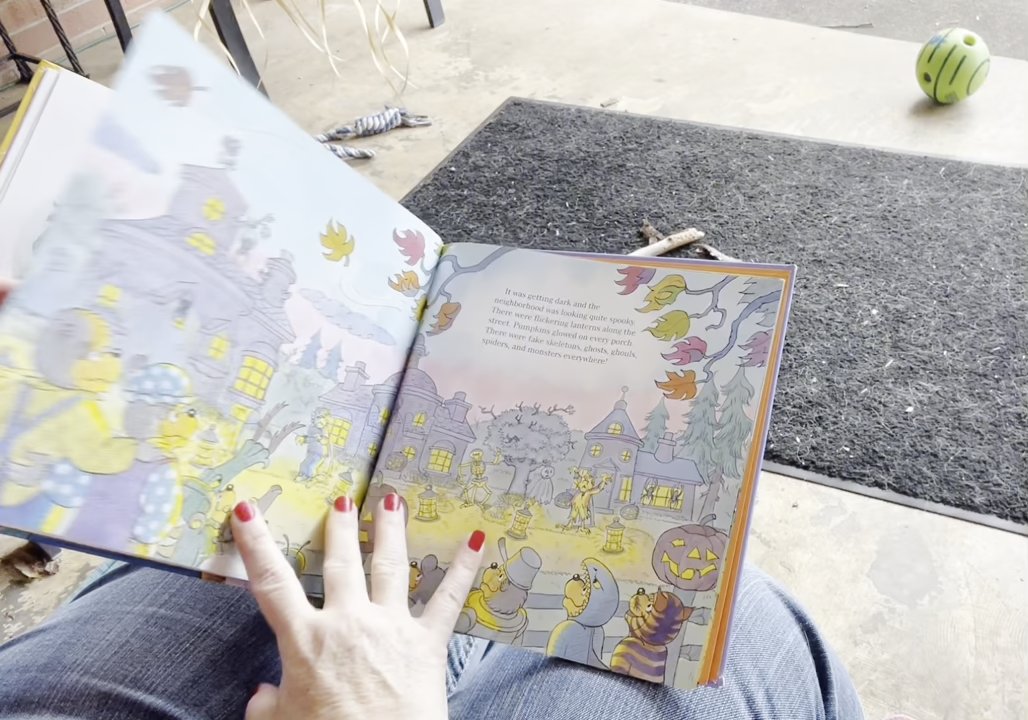 It was getting dark and the
neighborhood was looking quite spooky.
There were flickering lanterns along the
street. Pumpkins glowed on every porch.
There were fake skeletons, ghosts, ghouls,
spiders, and monsters everywhere!